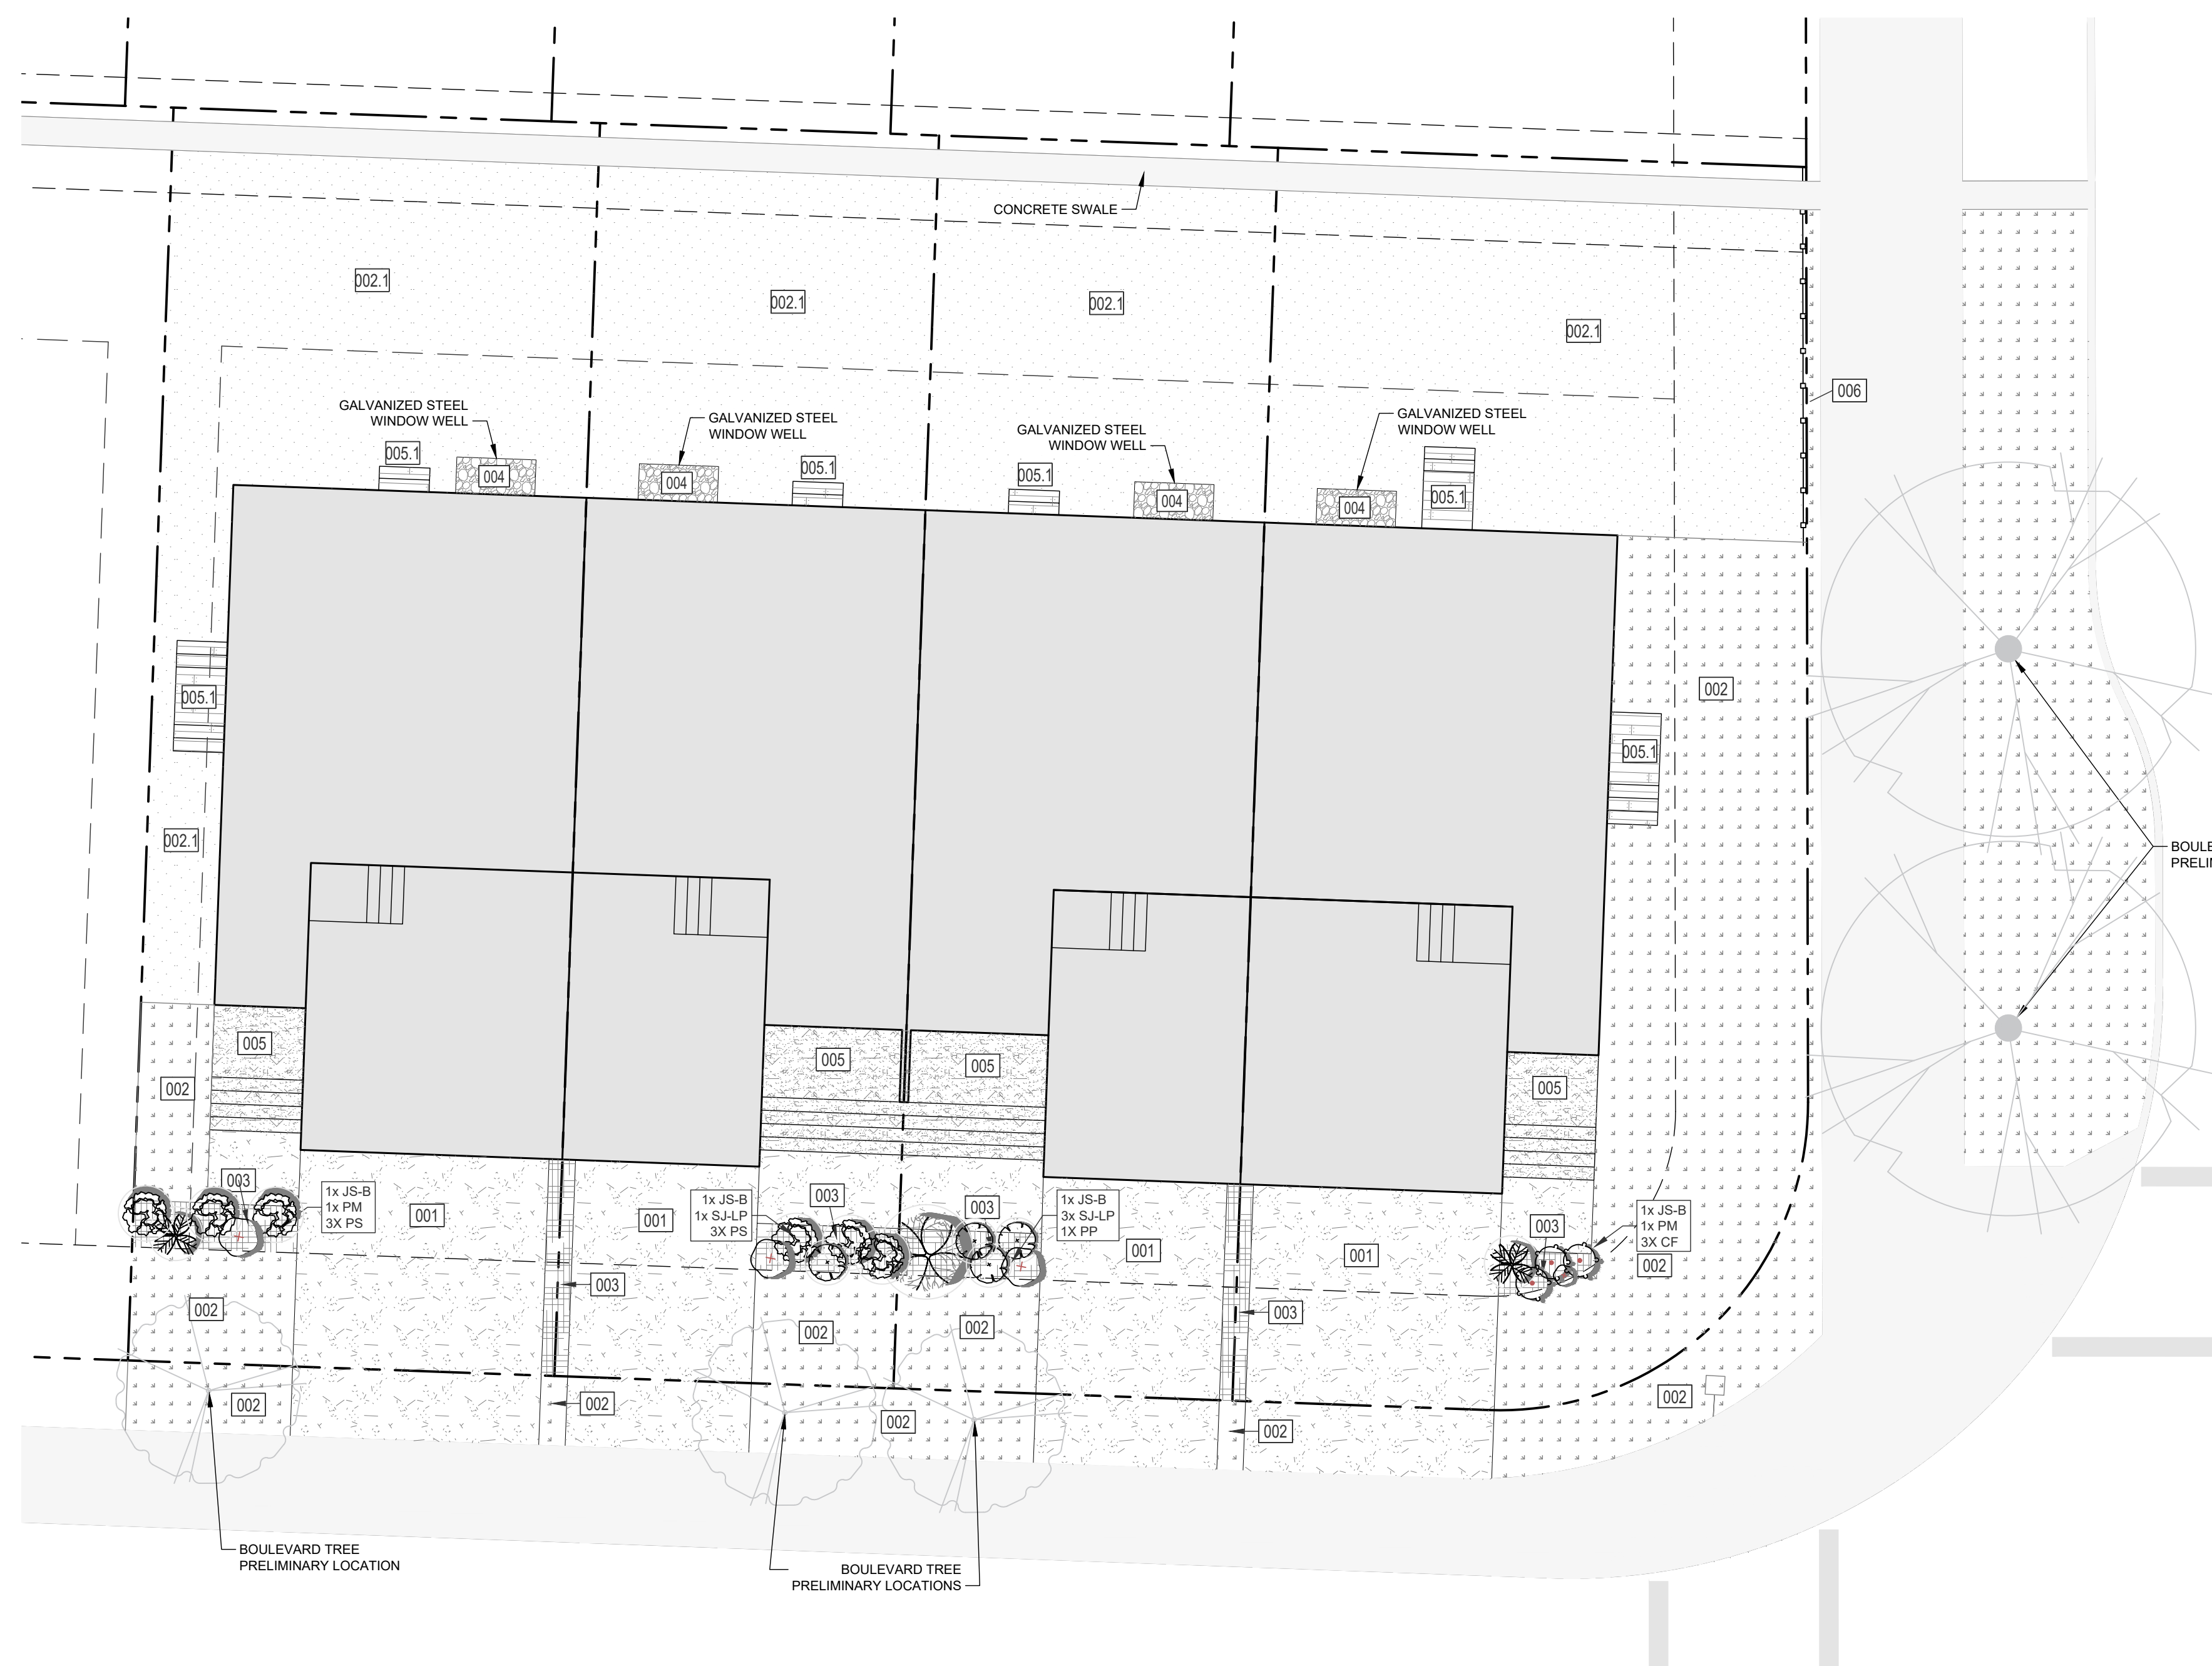 CONCRETE SWALE
002.1
002.1
002.1
002.1
006
GALVANIZED STEEL
WINDOW WELL
GALVANIZED STEEL
WINDOW WELL
GALVANIZED STEEL
WINDOW WELL
GALVANIZED STEEL
WINDOW WELL
005.1
004
004
005.1
005.1
004
004
005.1
005.1
002
005.1
002.1
BOULE
PRELI
005
005
005
005
002
003
1x JS-B
1x PM
3X PS
001
001
1x JS-B
1x SJ-LP
3X PS
003
003
1x JS-B
3x SJ-LP
1X PP
001
001
003
1x JS-B
1x PM
3X CF
002
003
003
002
002
002
002
002
002
002
002
BOULEVARD TREE
PRELIMINARY LOCATION
BOULEVARD TREE
PRELIMINARY LOCATIONS